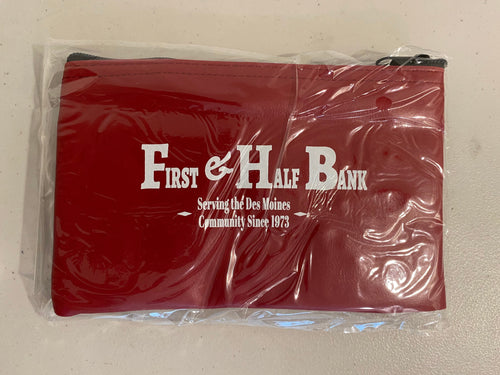 First & Half Bank
Serving the Des Moines
Community Since 1973